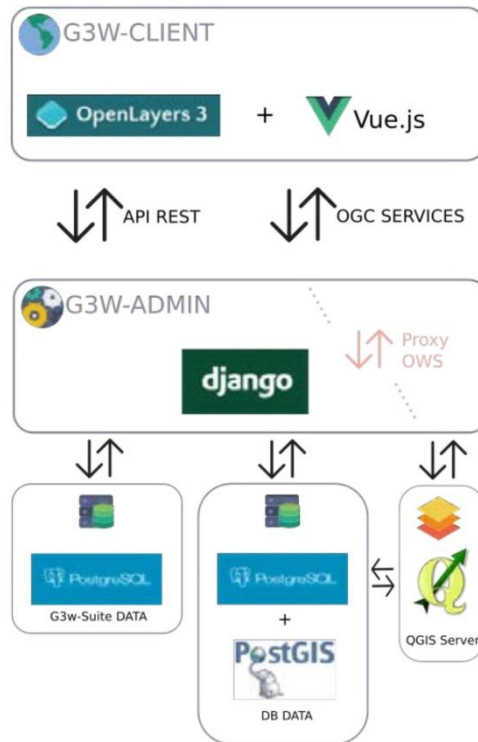 G3W-CLIENT
OpenLayers 3 + Vue.js
API REST
OGC SERVICES
G3W-ADMIN
Proxy
OWS
django
PostgreSQL
G3w-Suite DATA
PostgreSQL
+
PostGIS
DB DATA
QGIS Server